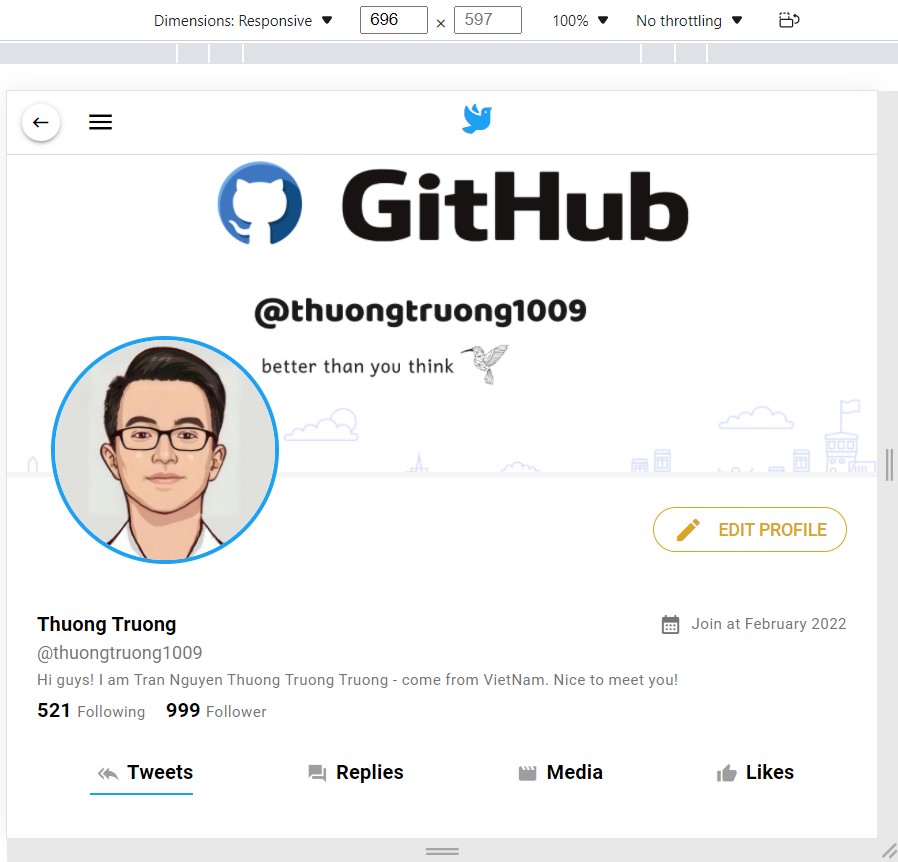 Dimensions: Responsive 696 × 597 100% No throttling
GitHub
@thuongtruong1009
better than you think
EDIT PROFILE
Thuong Truong
Join at February 2022
@thuongtruong1009
Hi guys! I am Tran Nguyen Thuong Truong Truong - come from VietNam. Nice to meet you!
521 Following 999 Follower
Tweets Replies Media Likes